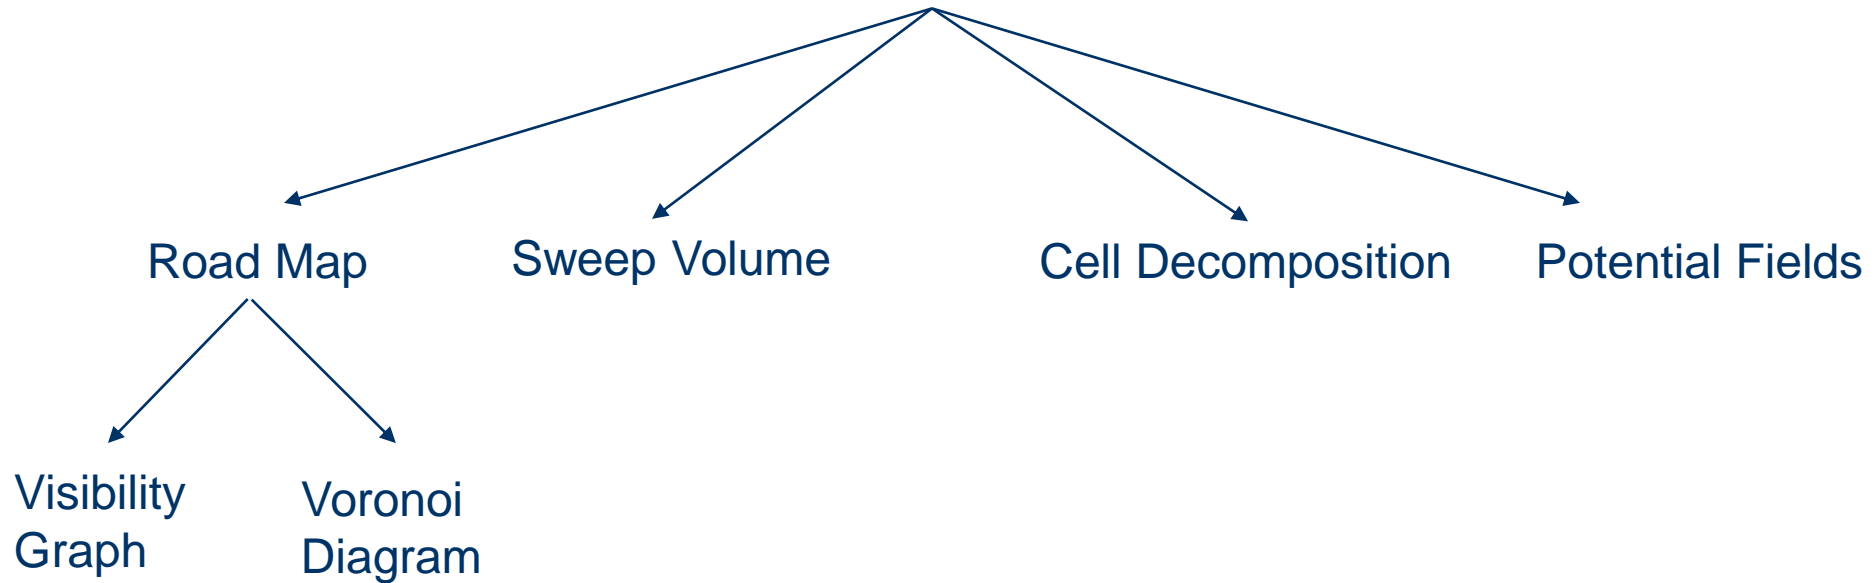 Road Map
Sweep Volume
Cell Decomposition
Potential Fields
Visibility
Graph
Voronoi
Diagram